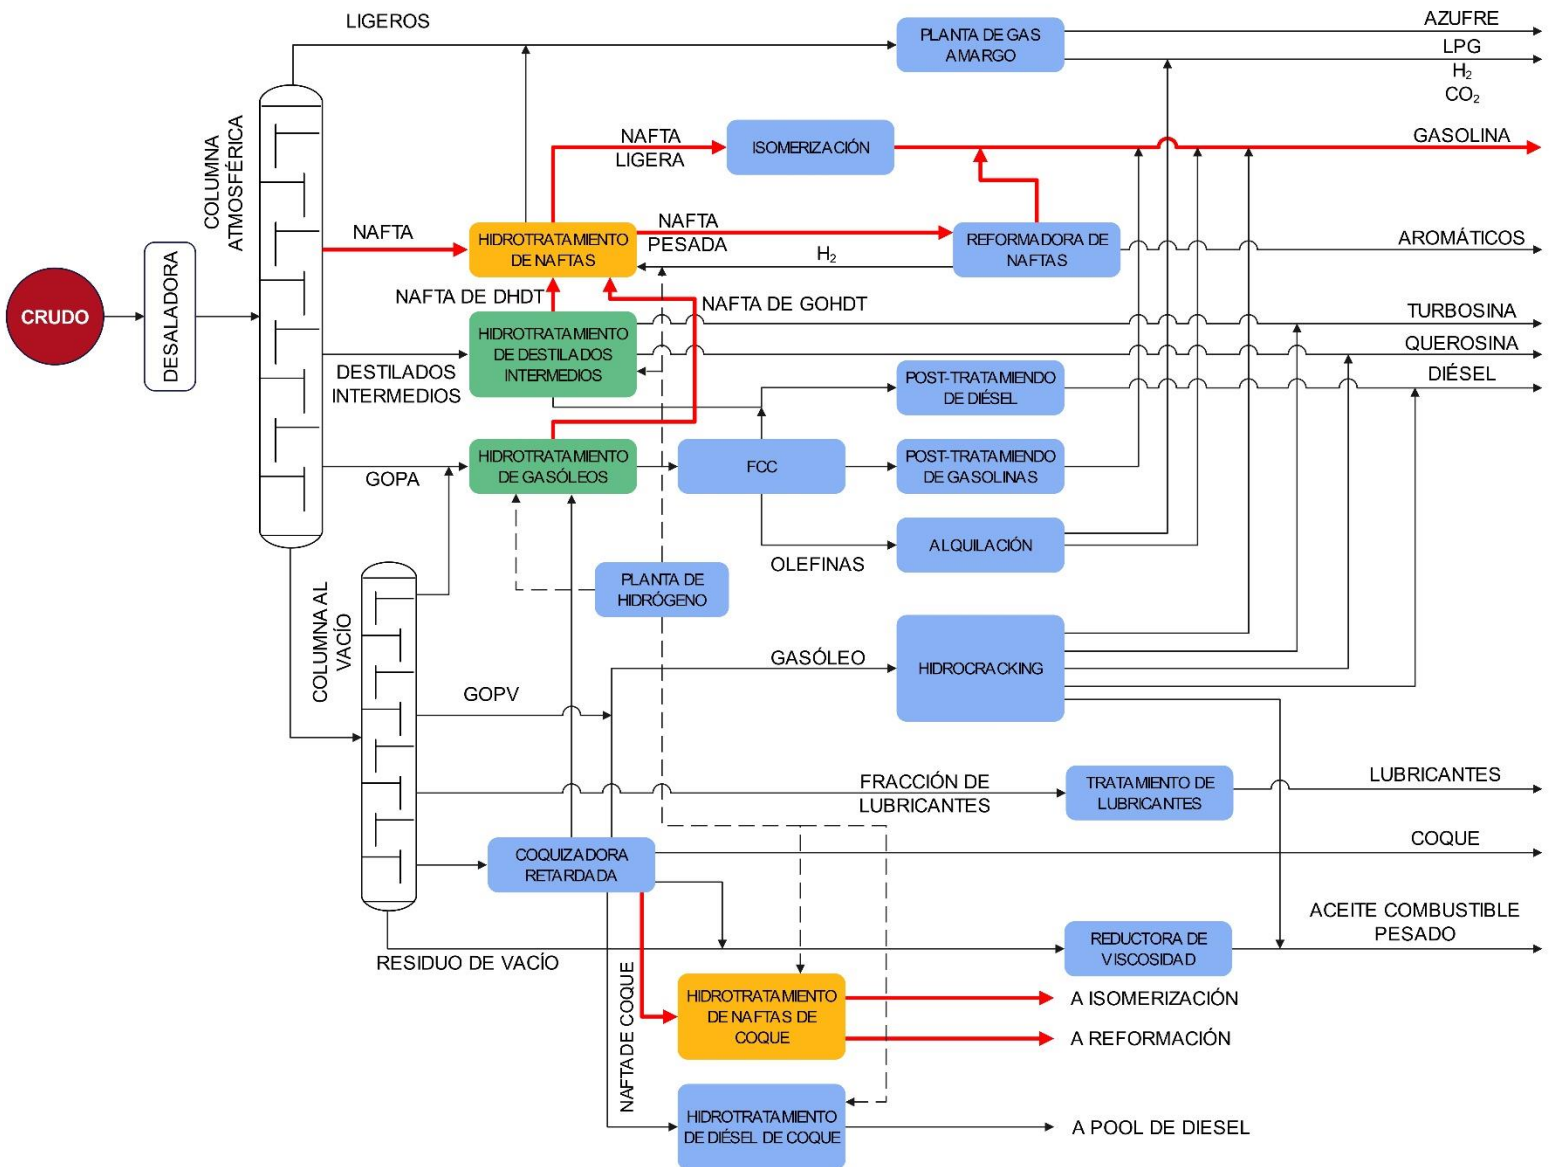 LIGEROS
PLANTA DE GAS
AMARGO
AZUFRE
LPG
H₂
CO₂
COLUMNA
ATMOSFÉRICA
NAFTA
LIGERA
ISOMERIZACIÓN
GASOLINA
NAFTA
HIDROTRATAMIENTO
DE NAFTAS
NAFTA
PESADA
H₂
REFORMADORA DE
NAFTAS
AROMÁTICOS
CRUDO
DESALADORA
NAFTA DE DHDT
NAFTA DE GOHDT
TURBOSINA
HIDROTRATAMIENTO
DE DESTILADOS
INTERMEDIOS
QUEROSINA
DESTILADOS
INTERMEDIOS
POST-TRATAMIENDO
DE DIÉSEL
DIÉSEL
GOPA
HIDROTRATAMIENTO
DE GASÓLEOS
FCC
POST-TRATAMIENDO
DE GASOLINAS
OLEFINAS
ALQUILACIÓN
PLANTA DE
HIDRÓGENO
COLUMNA AL
VACÍO
GASÓLEO
HIDROCRACKING
GOPV
FRACCIÓN DE
LUBRICANTES
TRATAMIENTO DE
LUBRICANTES
LUBRICANTES
COQUIZADORA
RETARDADA
COQUE
RESIDUO DE VACÍO
REDUCTORA DE
VISCOSIDAD
ACEITE COMBUSTIBLE
PESADO
NAFTADE COQUE
HIDROTRATAMIENTO
DE NAFTAS DE
COQUE
A ISOMERIZACIÓN
A REFORMACIÓN
HIDROTRATAMIENTO
DE DIÉSEL DE COQUE
A POOL DE DIESEL